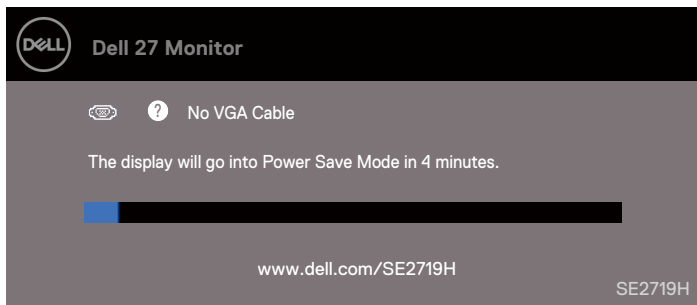 DELL
Dell 27 Monitor
? No VGA Cable
The display will go into Power Save Mode in 4 minutes.
www.dell.com/SE2719H
SE2719H